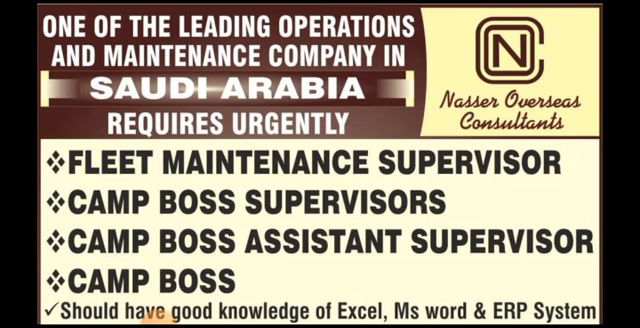 ONE OF THE LEADING OPERATIONS
AND MAINTENANCE COMPANY IN
SAUDI ARABIA
REQUIRES URGENTLY
NC
Nasser Overseas
Consultants
❖FLEET MAINTENANCE SUPERVISOR
❖CAMP BOSS SUPERVISORS
❖CAMP BOSS ASSISTANT SUPERVISOR
❖CAMP BOSS
✓Should have good knowledge of Excel, Ms word & ERP System